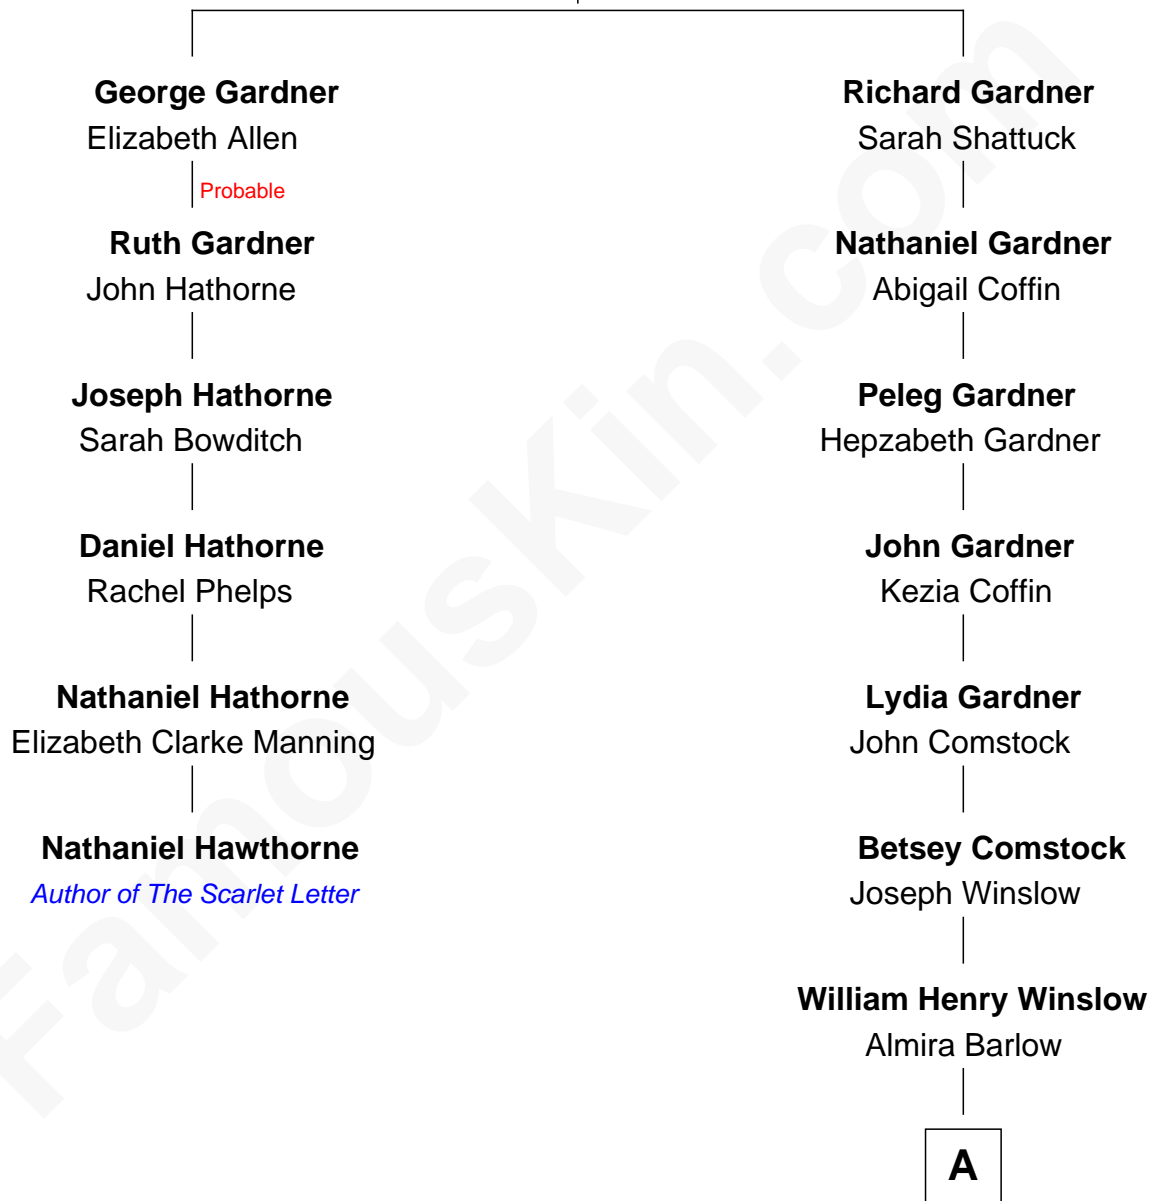 George Gardner
Elizabeth Allen
Probable
Ruth Gardner
John Hathorne
Joseph Hathorne
Sarah Bowditch
Daniel Hathorne
Rachel Phelps
Nathaniel Hathorne
Elizabeth Clarke Manning
Nathaniel Hawthorne
Author of The Scarlet Letter
Richard Gardner
Sarah Shattuck
Nathaniel Gardner
Abigail Coffin
Peleg Gardner
Hepzabeth Gardner
John Gardner
Kezia Coffin
Lydia Gardner
John Comstock
Betsey Comstock
Joseph Winslow
William Henry Winslow
Almira Barlow
A
FamousKin.com